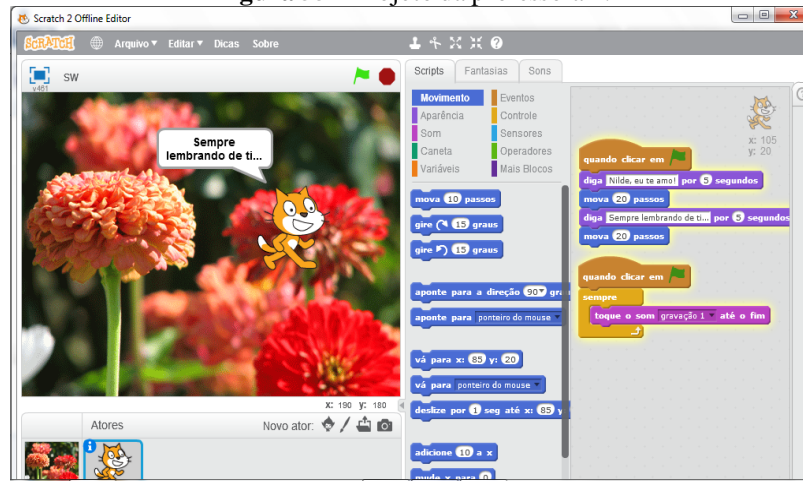 Scratch 2 Offline Editor
SCRATCH Arquivo Editar Dicas Sobre
SW
y461
Sempre
lembrando de ti...
x: 190 y: 180
Atores
Novo ator:
Scripts Fantasias Sons
Movimento Eventos
Aparência Controle
Som Sensores
Caneta Operadores
Variáveis Mais Blocos
mova 10 passos
gire 15 graus
gire 15 graus
aponte para a direção 90
aponte para ponteiro do mouse
vá para x: 85 y: 20
vá para ponteiro do mouse
deslize por 1 seg até x: 85
adicione 10 a x
mude x para 0
x: 105
y: 20
quando clicar em
diga Nilde, eu te amo! por 5 segundos
mova 20 passos
diga Sempre lembrando de ti... por 5 segundos
mova 20 passos
quando clicar em
sempre
toque o som gravação 1 até o fim